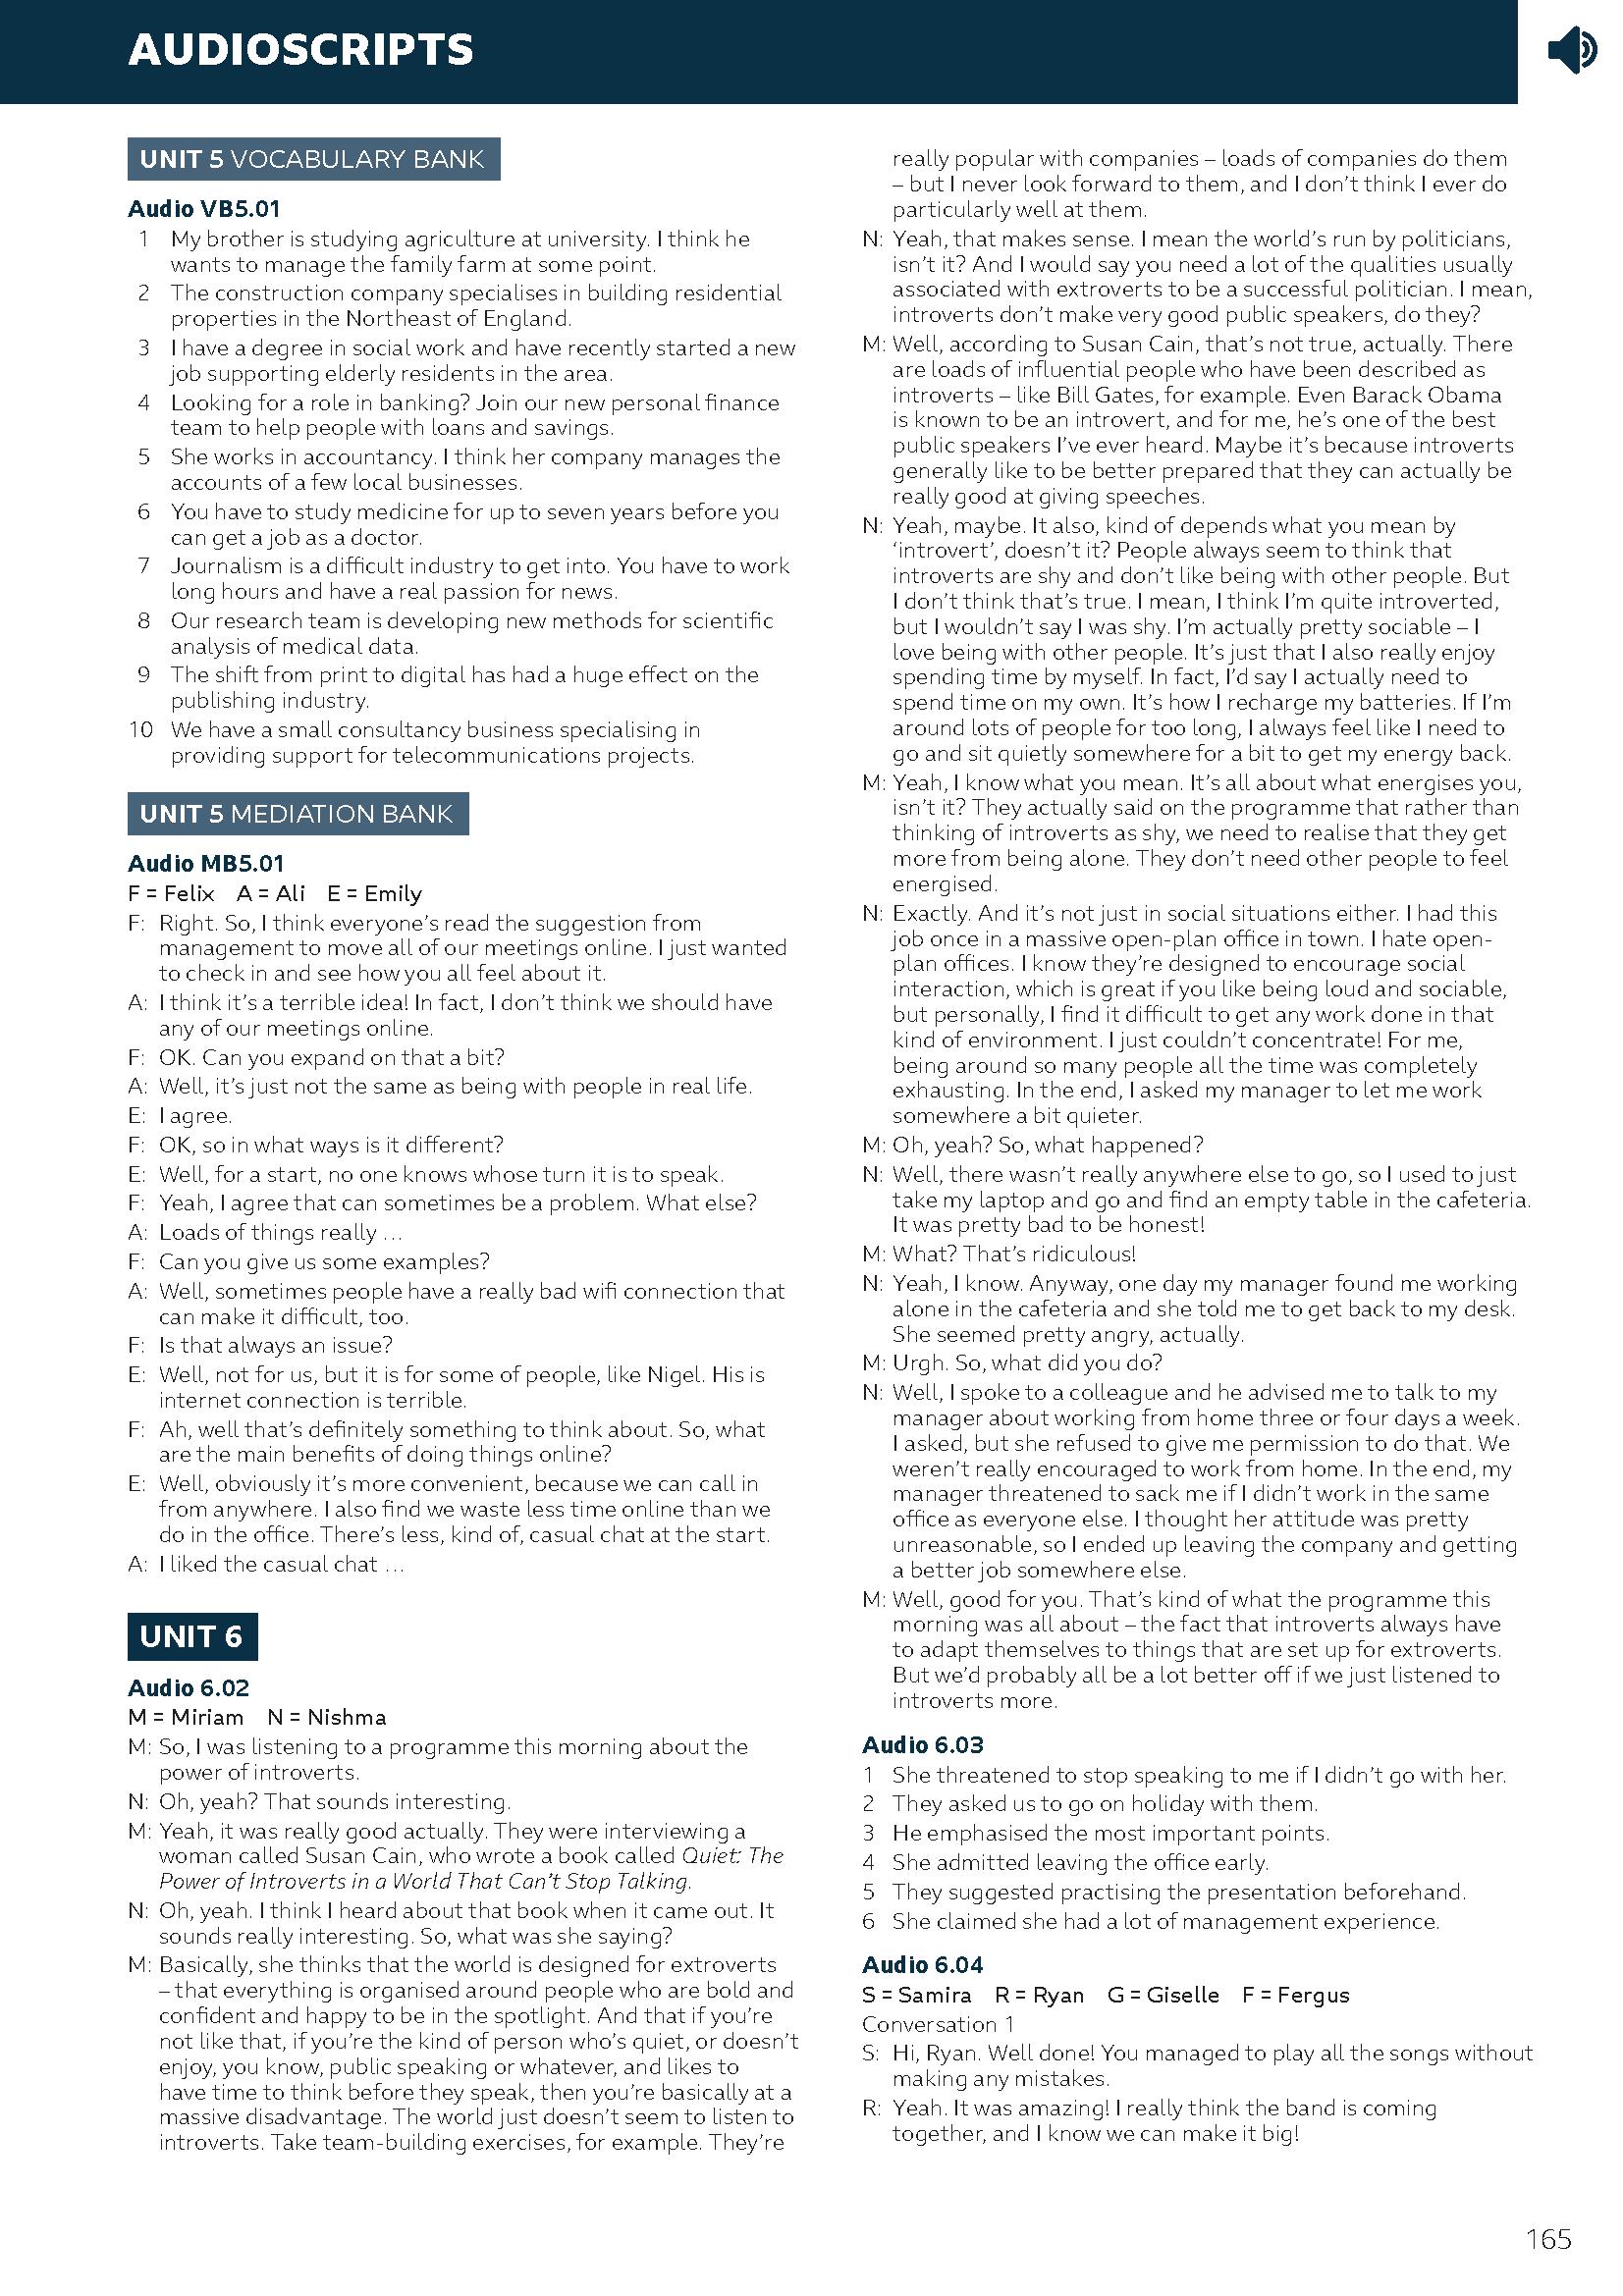 AUDIOSCRIPTS
UNIT 5 VOCABULARY BANK
Audio VB5.01
1 My brother is studying agriculture at university. I think he
wants to manage the family farm at some point.
2 The construction company specialises in building residential
properties in the Northeast of England.
3 I have a degree in social work and have recently started a new
job supporting elderly residents in the area.
4 Looking for a role in banking? Join our new personal finance
team to help people with loans and savings.
5 She works in accountancy. I think her company manages the
accounts of a few local businesses.
6 You have to study medicine for up to seven years before you
can get a job as a doctor.
7 Journalism is a difficult industry to get into. You have to work
long hours and have a real passion for news.
8 Our research team is developing new methods for scientific
analysis of medical data.
9 The shift from print to digital has had a huge effect on the
publishing industry.
10 We have a small consultancy business specialising in
providing support for telecommunications projects.
UNIT 5 MEDIATION BANK
Audio MB5.01
F = Felix A = Ali E = Emily
F: Right. So, I think everyone’s read the suggestion from
management to move all of our meetings online. I just wanted
to check in and see how you all feel about it.
A: I think it’s a terrible idea! In fact, I don’t think we should have
any of our meetings online.
F: OK. Can you expand on that a bit?
A: Well, it’s just not the same as being with people in real life.
E: I agree.
F: OK, so in what ways is it different?
E: Well, for a start, no one knows whose turn it is to speak.
F: Yeah, I agree that can sometimes be a problem. What else?
A: Loads of things really …
F: Can you give us some examples?
A: Well, sometimes people have a really bad wifi connection that
can make it difficult, too.
F: Is that always an issue?
E: Well, not for us, but it is for some of people, like Nigel. His is
internet connection is terrible.
F: Ah, well that’s definitely something to think about. So, what
are the main benefits of doing things online?
E: Well, obviously it’s more convenient, because we can call in
from anywhere. I also find we waste less time online than we
do in the office. There’s less, kind of, casual chat at the start.
A: I liked the casual chat …
UNIT 6
Audio 6.02
M = Miriam N = Nishma
M: So, I was listening to a programme this morning about the
power of introverts.
N: Oh, yeah? That sounds interesting.
M: Yeah, it was really good actually. They were interviewing a
woman called Susan Cain, who wrote a book called Quiet: The
Power of Introverts in a World That Can’t Stop Talking.
N: Oh, yeah. I think I heard about that book when it came out. It
sounds really interesting. So, what was she saying?
M: Basically, she thinks that the world is designed for extroverts
– that everything is organised around people who are bold and
confident and happy to be in the spotlight. And that if you’re
not like that, if you’re the kind of person who’s quiet, or doesn’t
enjoy, you know, public speaking or whatever, and likes to
have time to think before they speak, then you’re basically at a
massive disadvantage. The world just doesn’t seem to listen to
introverts. Take team-building exercises, for example. They’re
really popular with companies – loads of companies do them
– but I never look forward to them, and I don’t think I ever do
particularly well at them.
N: Yeah, that makes sense. I mean the world’s run by politicians,
isn’t it? And I would say you need a lot of the qualities usually
associated with extroverts to be a successful politician. I mean,
introverts don’t make very good public speakers, do they?
M: Well, according to Susan Cain, that’s not true, actually. There
are loads of influential people who have been described as
introverts – like Bill Gates, for example. Even Barack Obama
is known to be an introvert, and for me, he’s one of the best
public speakers I’ve ever heard. Maybe it’s because introverts
generally like to be better prepared that they can actually be
really good at giving speeches.
N: Yeah, maybe. It also, kind of depends what you mean by
‘introvert’, doesn’t it? People always seem to think that
introverts are shy and don’t like being with other people. But
I don’t think that’s true. I mean, I think I’m quite introverted,
but I wouldn’t say I was shy. I’m actually pretty sociable – I
love being with other people. It’s just that I also really enjoy
spending time by myself. In fact, I’d say I actually need to
spend time on my own. It’s how I recharge my batteries. If I’m
around lots of people for too long, I always feel like I need to
go and sit quietly somewhere for a bit to get my energy back.
M: Yeah, I know what you mean. It’s all about what energises you,
isn’t it? They actually said on the programme that rather than
thinking of introverts as shy, we need to realise that they get
more from being alone. They don’t need other people to feel
energised.
N: Exactly. And it’s not just in social situations either. I had this
job once in a massive open-plan office in town. I hate open-
plan offices. I know they’re designed to encourage social
interaction, which is great if you like being loud and sociable,
but personally, I find it difficult to get any work done in that
kind of environment. I just couldn’t concentrate! For me,
being around so many people all the time was completely
exhausting. In the end, I asked my manager to let me work
somewhere a bit quieter.
M: Oh, yeah? So, what happened?
N: Well, there wasn’t really anywhere else to go, so I used to just
take my laptop and go and find an empty table in the cafeteria.
It was pretty bad to be honest!
M: What? That’s ridiculous!
N: Yeah, I know. Anyway, one day my manager found me working
alone in the cafeteria and she told me to get back to my desk.
She seemed pretty angry, actually.
M: Urgh. So, what did you do?
N: Well, I spoke to a colleague and he advised me to talk to my
manager about working from home three or four days a week.
I asked, but she refused to give me permission to do that. We
weren’t really encouraged to work from home. In the end, my
manager threatened to sack me if I didn’t work in the same
office as everyone else. I thought her attitude was pretty
unreasonable, so I ended up leaving the company and getting
a better job somewhere else.
M: Well, good for you. That’s kind of what the programme this
morning was all about – the fact that introverts always have
to adapt themselves to things that are set up for extroverts.
But we’d probably all be a lot better off if we just listened to
introverts more.
Audio 6.03
1 She threatened to stop speaking to me if I didn’t go with her.
2 They asked us to go on holiday with them.
3 He emphasised the most important points.
4 She admitted leaving the office early.
5 They suggested practising the presentation beforehand.
6 She claimed she had a lot of management experience.
Audio 6.04
S = Samira R = Ryan G = Giselle F = Fergus
Conversation 1
S: Hi, Ryan. Well done! You managed to play all the songs without
making any mistakes.
R: Yeah. It was amazing! I really think the band is coming
together, and I know we can make it big!
165